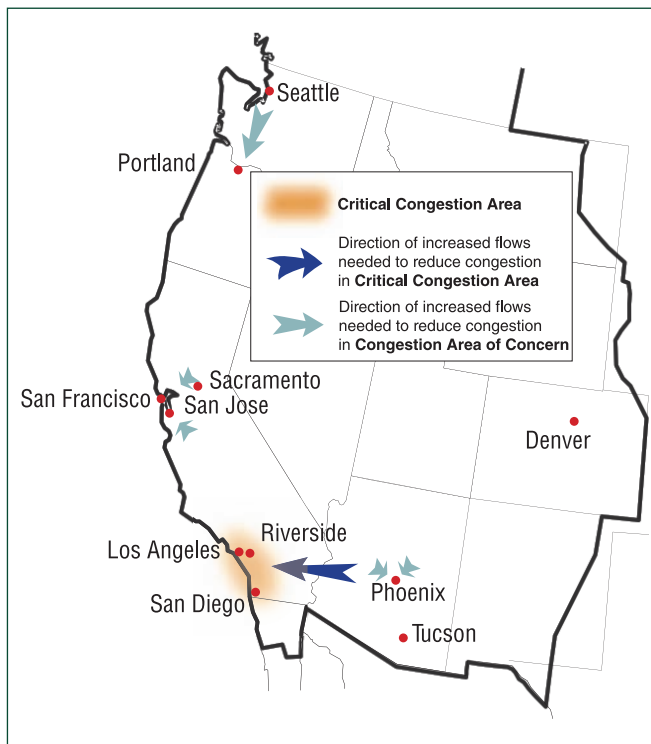 Seattle
Portland
Critical Congestion Area
Direction of increased flows
needed to reduce congestion
in Critical Congestion Area
Direction of increased flows
needed to reduce congestion
in Congestion Area of Concern
Sacramento
San Francisco
San Jose
Denver
Riverside
Los Angeles
San Diego
Phoenix
Tucson